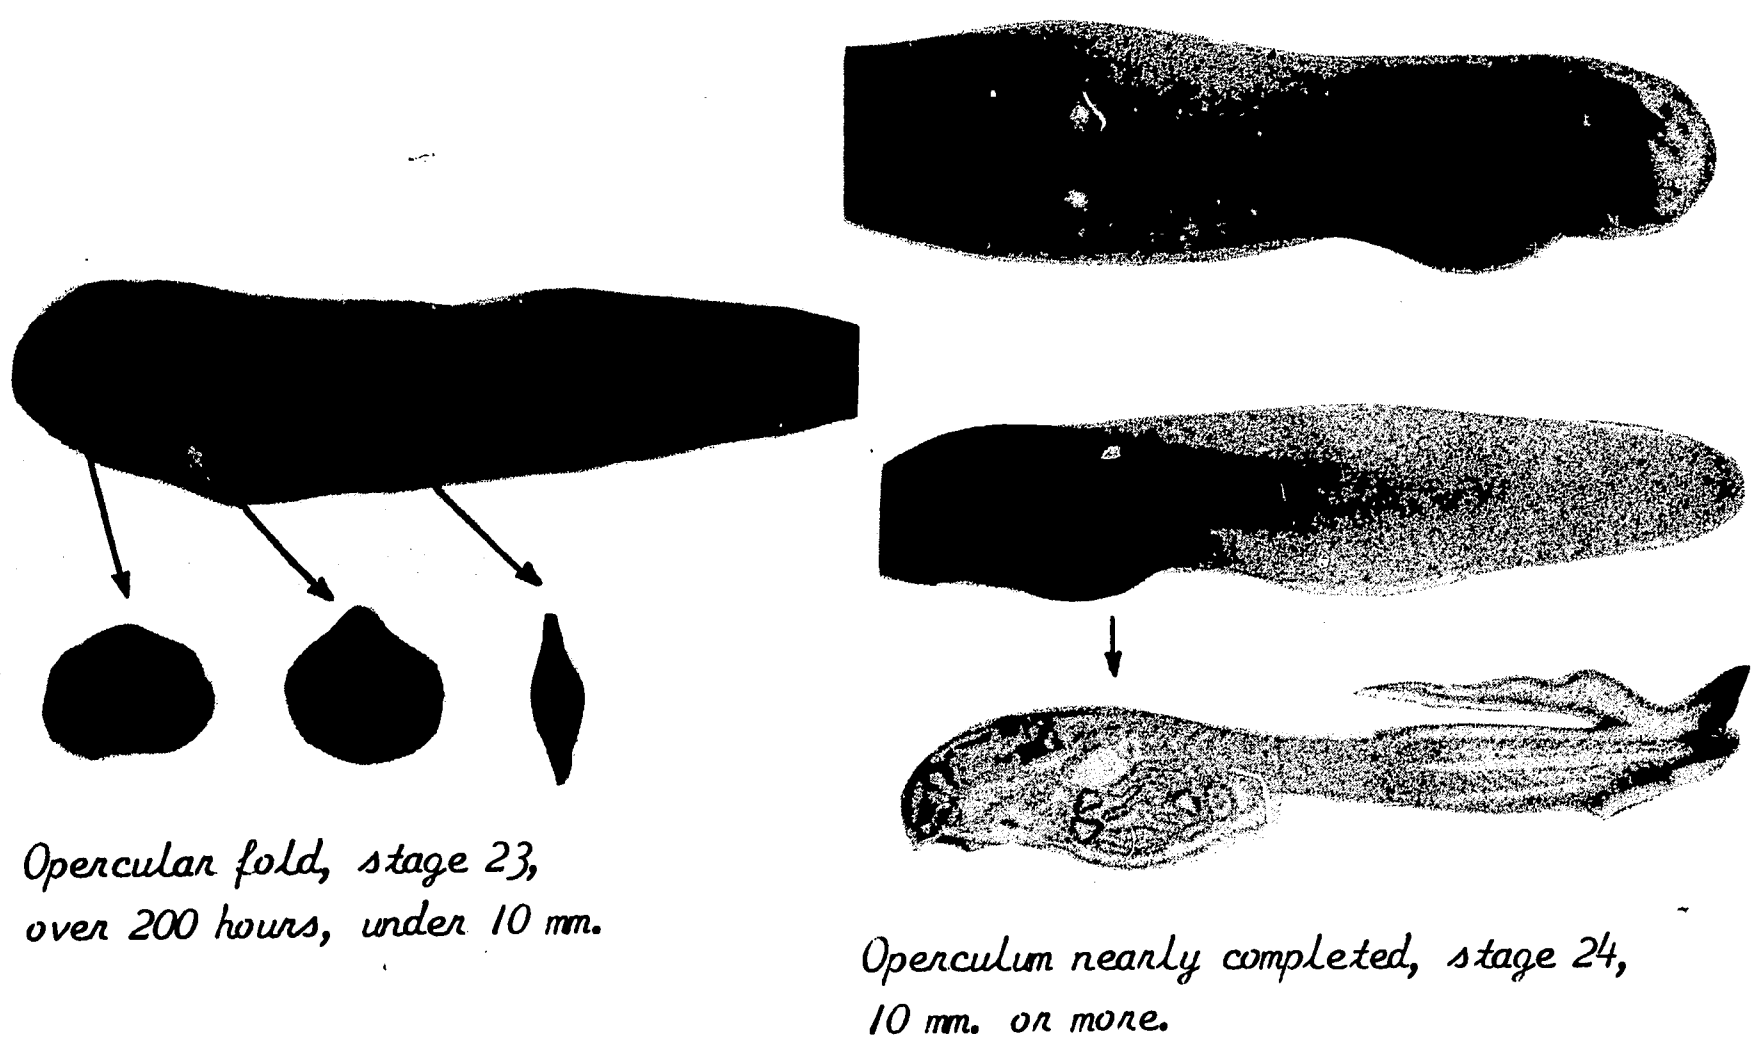 Opercular fold, stage 23,
over 200 hours, under 10 mm.
Operculum nearly completed, stage 24,
10 mm. or more.